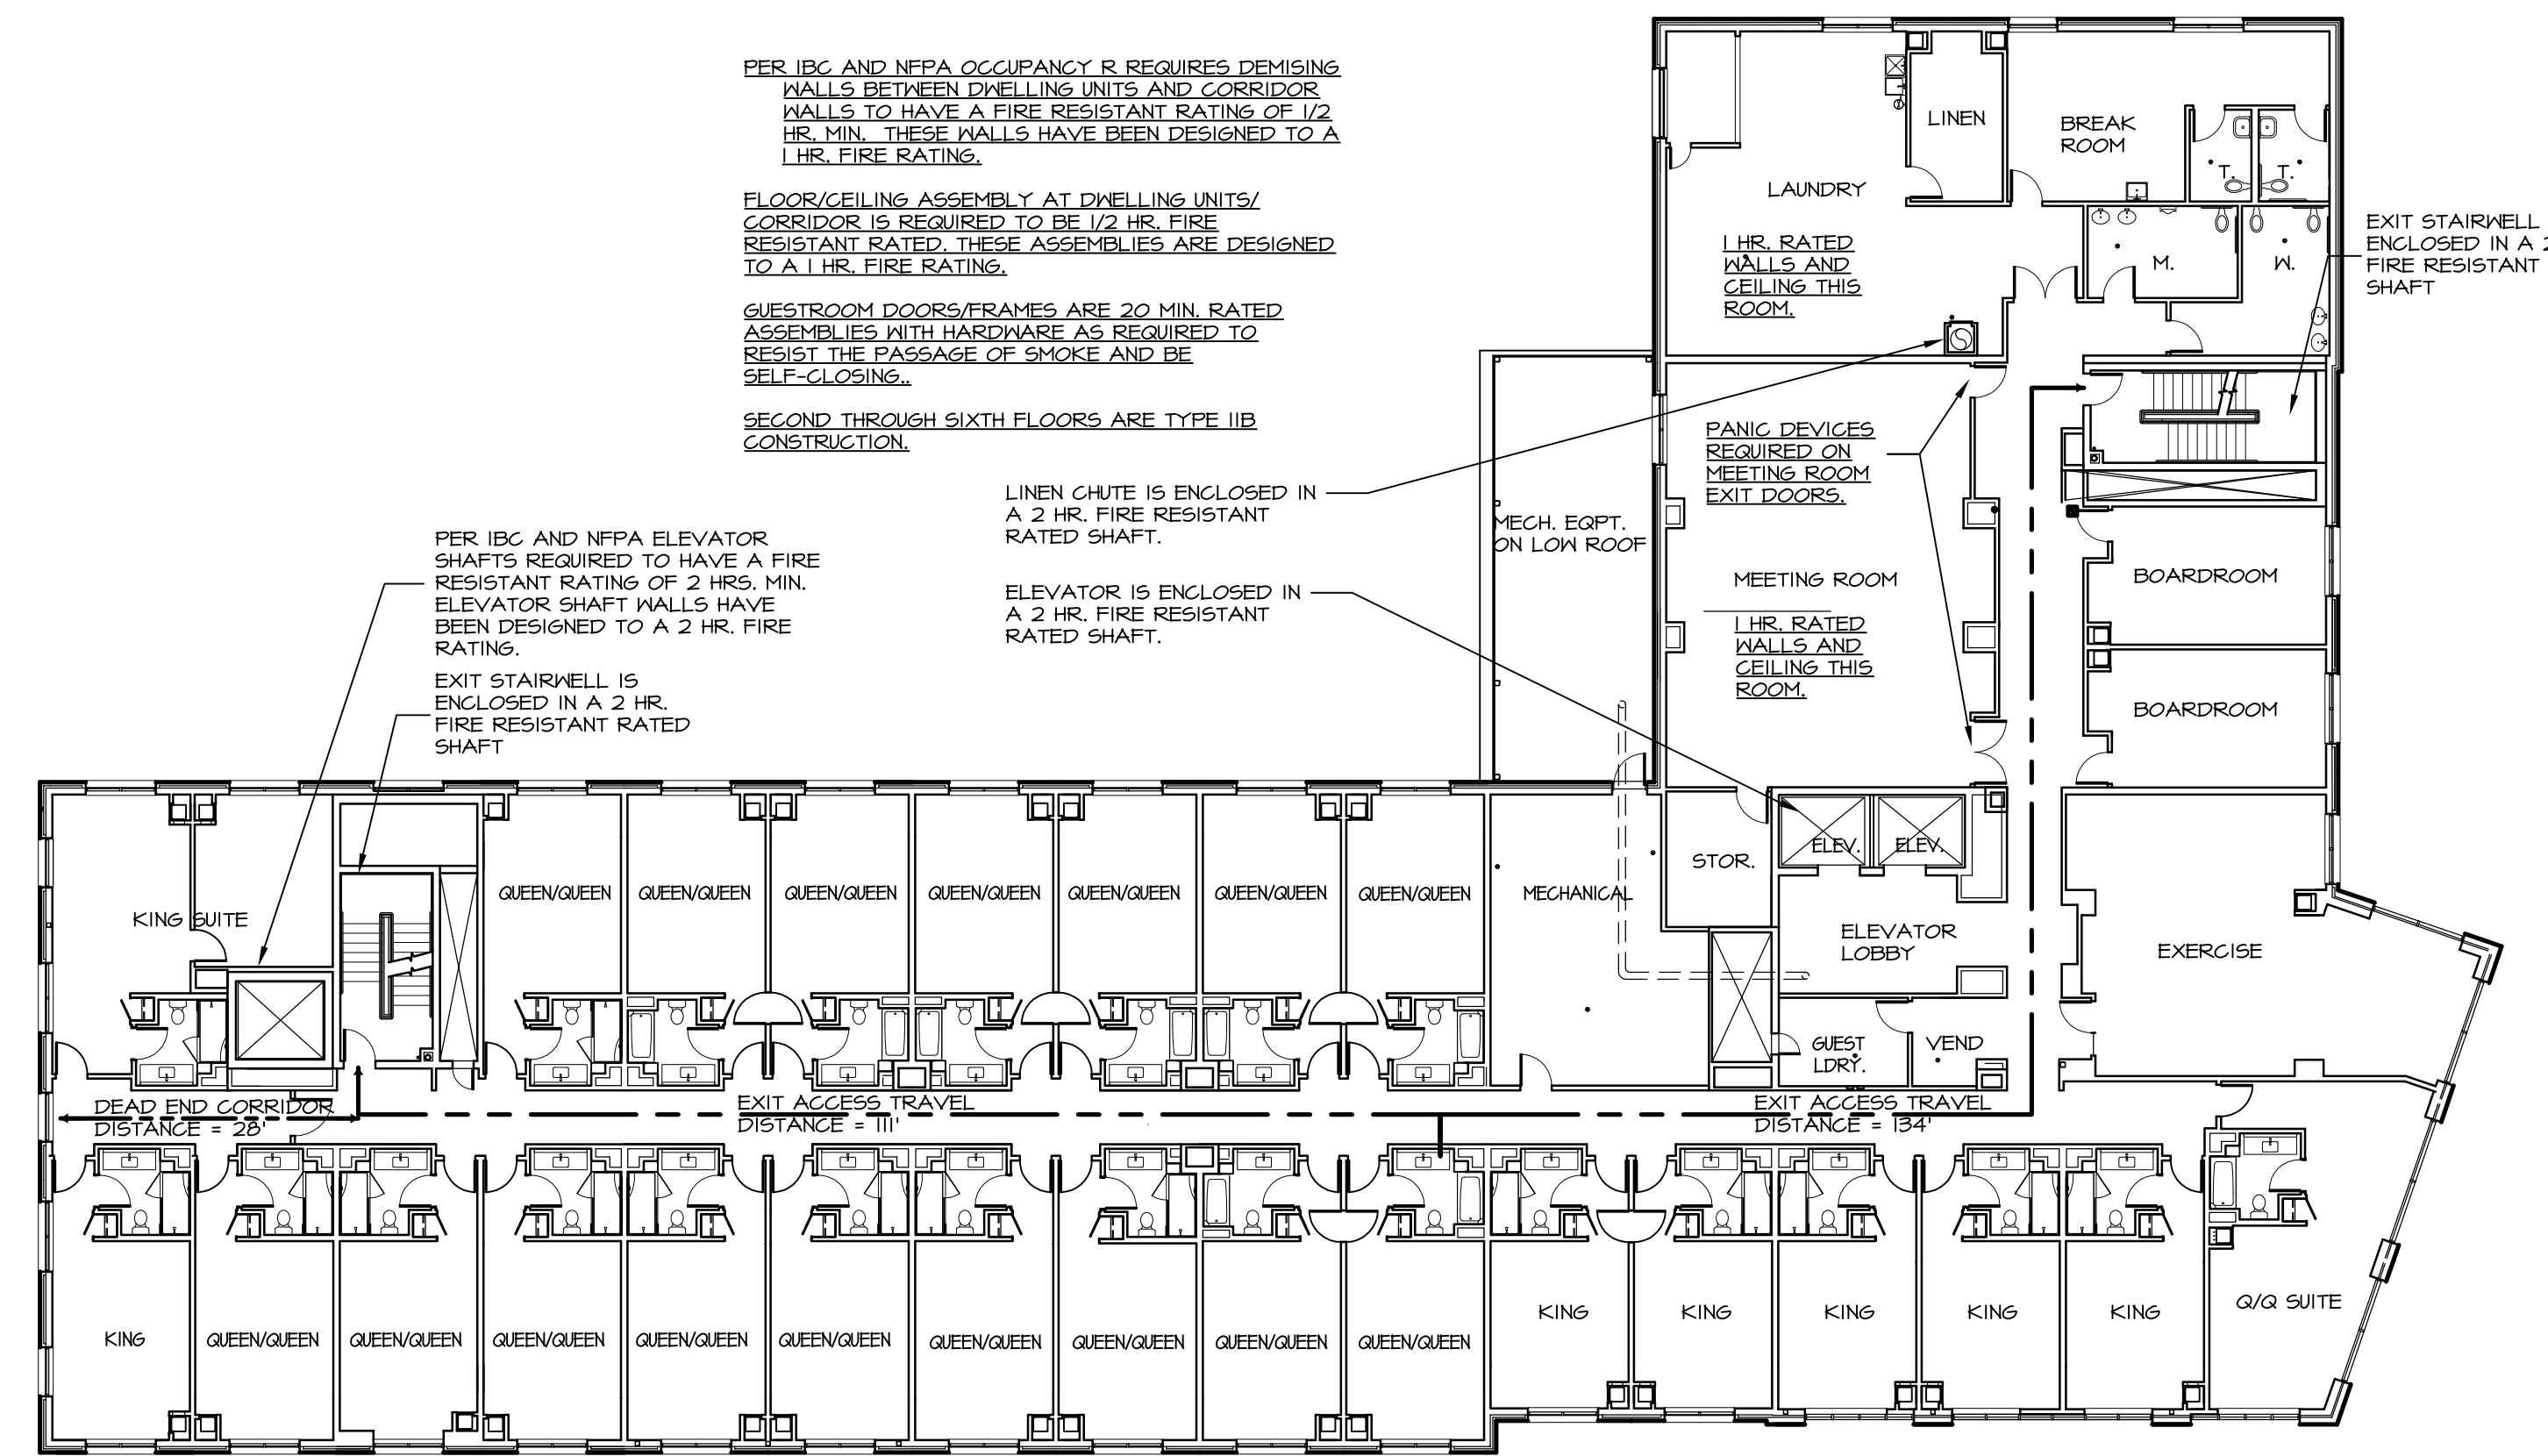 PER IBC AND NFPA OCCUPANCY R REQUIRES DEMISING
WALLS BETWEEN DWELLING UNITS AND CORRIDOR
WALLS TO HAVE A FIRE RESISTANT RATING OF 1/2
HR. MIN. THESE WALLS HAVE BEEN DESIGNED TO A
1 HR. FIRE RATING.
FLOOR/CEILING ASSEMBLY AT DWELLING UNITS/
CORRIDOR IS REQUIRED TO BE 1/2 HR. FIRE
RESISTANT RATED. THESE ASSEMBLIES ARE DESIGNED
TO A 1 HR. FIRE RATING.
GUESTROOM DOORS/FRAMES ARE 20 MIN. RATED
ASSEMBLIES WITH HARDWARE AS REQUIRED TO
RESIST THE PASSAGE OF SMOKE AND BE
SELF-CLOSING..
SECOND THROUGH SIXTH FLOORS ARE TYPE IIB
CONSTRUCTION.
LINEN
BREAK
ROOM
T.
T.
LAUNDRY
1 HR. RATED
WALLS AND
CEILING THIS
ROOM.
M.
W.
EXIT STAIRWELL
ENCLOSED IN A 2
FIRE RESISTANT
SHAFT
PANIC DEVICES
REQUIRED ON
MEETING ROOM
EXIT DOORS.
LINEN CHUTE IS ENCLOSED IN
A 2 HR. FIRE RESISTANT
RATED SHAFT.
MECH. EQPT.
ON LOW ROOF
ELEVATOR IS ENCLOSED IN
A 2 HR. FIRE RESISTANT
RATED SHAFT.
MEETING ROOM
1 HR. RATED
WALLS AND
CEILING THIS
ROOM.
BOARDROOM
BOARDROOM
PER IBC AND NFPA ELEVATOR
SHAFTS REQUIRED TO HAVE A FIRE
RESISTANT RATING OF 2 HRS. MIN.
ELEVATOR SHAFT WALLS HAVE
BEEN DESIGNED TO A 2 HR. FIRE
RATING.
EXIT STAIRWELL IS
ENCLOSED IN A 2 HR.
FIRE RESISTANT RATED
SHAFT
KING SUITE
QUEEN/QUEEN
QUEEN/QUEEN
QUEEN/QUEEN
QUEEN/QUEEN
QUEEN/QUEEN
QUEEN/QUEEN
QUEEN/QUEEN
MECHANICAL
STOR.
ELEV.
ELEV.
ELEVATOR
LOBBY
EXERCISE
GUEST
LDRY.
VEND
DEAD END CORRIDOR
DISTANCE = 28'
EXIT ACCESS TRAVEL
DISTANCE = 111'
EXIT ACCESS TRAVEL
DISTANCE = 134'
KING
QUEEN/QUEEN
QUEEN/QUEEN
QUEEN/QUEEN
QUEEN/QUEEN
QUEEN/QUEEN
QUEEN/QUEEN
QUEEN/QUEEN
QUEEN/QUEEN
QUEEN/QUEEN
KING
KING
KING
KING
KING
Q/Q SUITE